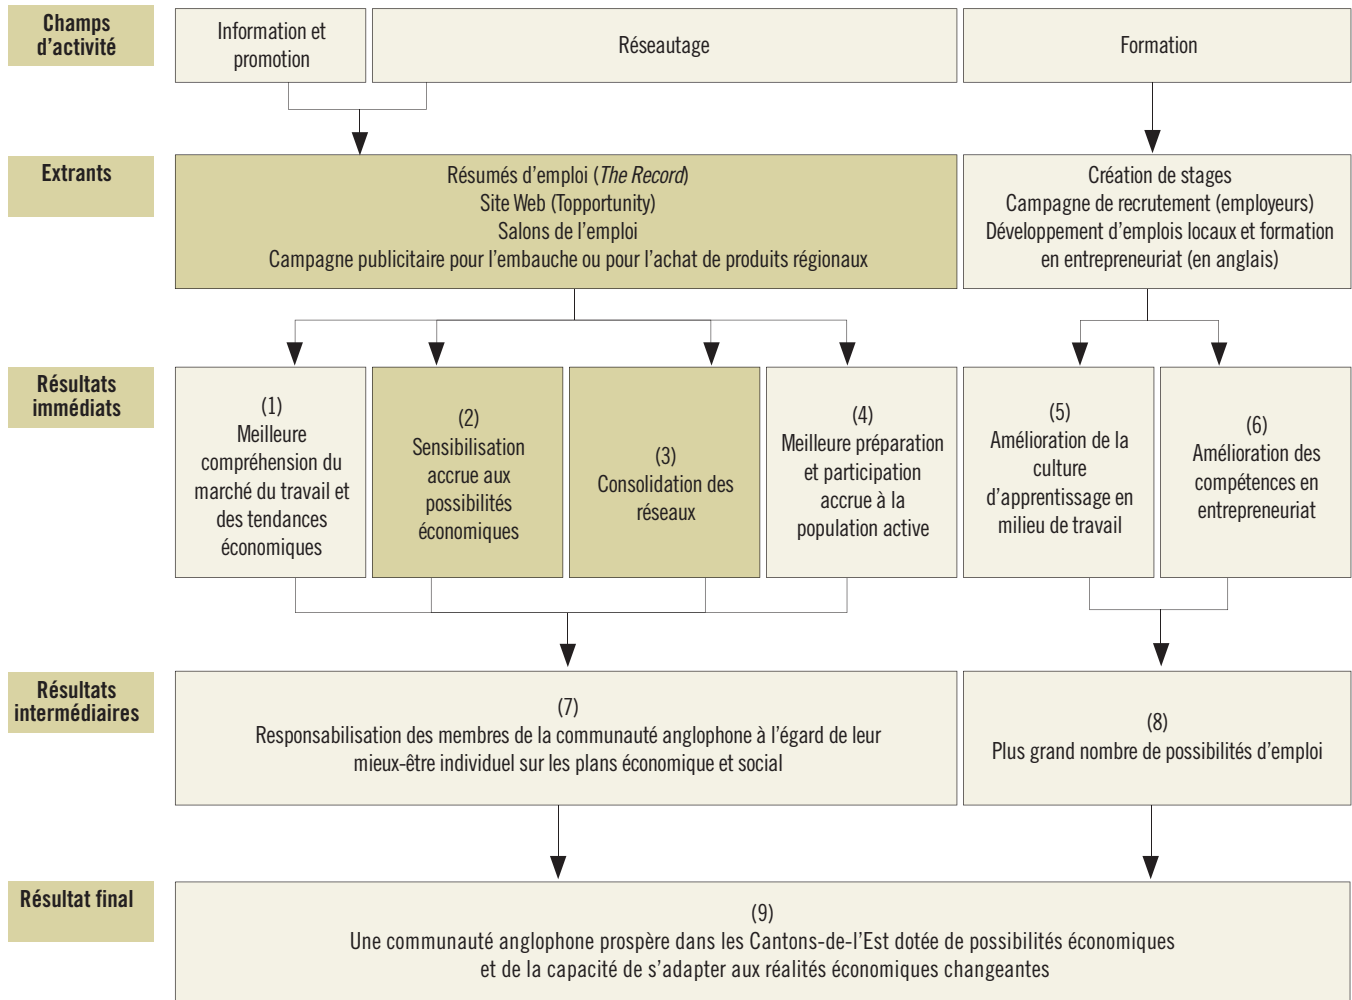 Champs
d'activité
Information et
promotion
Réseautage
Formation
Extrants
Résumés d'emploi (The Record)
Site Web (Topportunity)
Salons de l'emploi
Campagne publicitaire pour l'embauche ou pour l'achat de produits régionaux
Création de stages
Campagne de recrutement (employeurs)
Développement d'emplois locaux et formation
en entrepreneuriat (en anglais)
Résultats
immédiats
(1)
Meilleure
compréhension du
marché du travail et
des tendances
économiques
(2)
Sensibilisation
accrue aux
possibilités
économiques
(3)
Consolidation des
réseaux
(4)
Meilleure préparation
et participation
accrue à la
population active
(5)
Amélioration de la
culture
d'apprentissage en
milieu de travail
(6)
Amélioration des
compétences en
entrepreneuriat
Résultats
intermédiaires
(7)
Responsabilisation des membres de la communauté anglophone à l'égard de leur
mieux-être individuel sur les plans économique et social
(8)
Plus grand nombre de possibilités d'emploi
Résultat final
(9)
Une communauté anglophone prospère dans les Cantons-de-l'Est dotée de possibilités économiques
et de la capacité de s'adapter aux réalités économiques changeantes